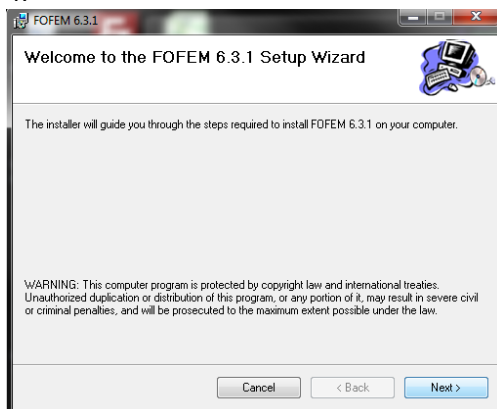 FOFEM 6.3.1
Welcome to the FOFEM 6.3.1 Setup Wizard
The installer will guide you through the steps required to install FOFEM 6.3.1 on your computer.
WARNING: This computer program is protected by copyright law and international treaties.
Unauthorized duplication or distribution of this program, or any portion of it, may result in severe civil
or criminal penalties, and will be prosecuted to the maximum extent possible under the law.
Cancel
< Back
Next >